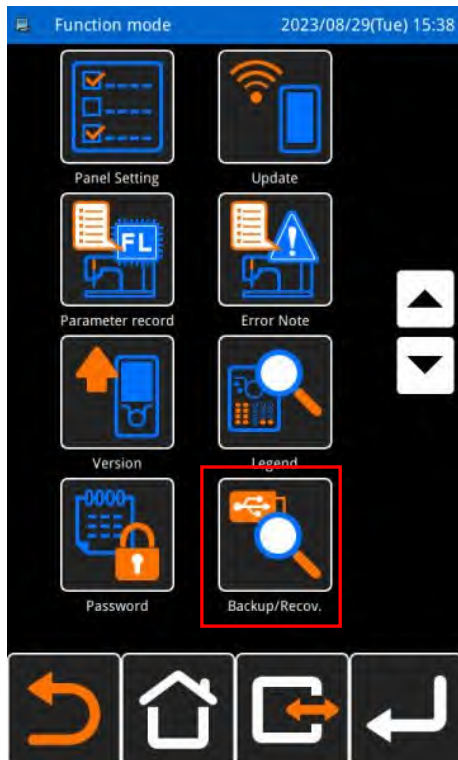 Function mode 2023/08/29(Tue) 15:38
Panel Setting Update
FL
Parameter record Error Note
Version Legend
0000
Password Backup/Recov.